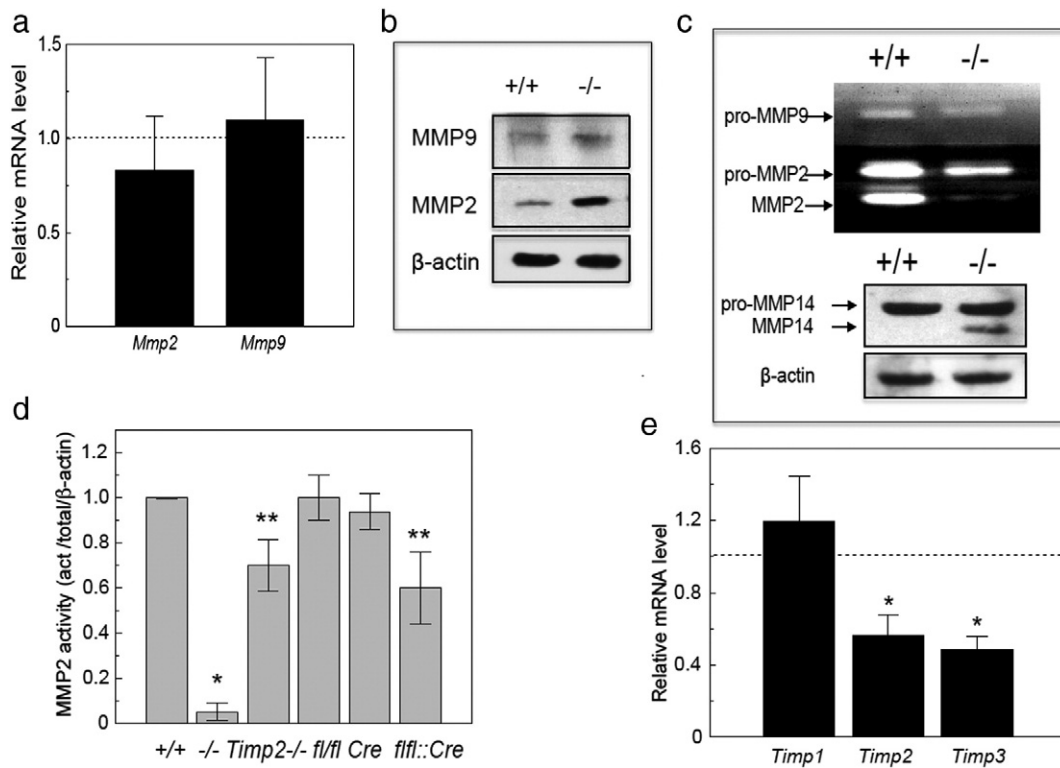 a
Relative mRNA level
1.5
1.0
0.5
0
Mmp2 Mmp9
b
+/+ -/-
MMP9
MMP2
β-actin
c
+/+ -/-
pro-MMP9
pro-MMP2
MMP2
+/+ -/-
pro-MMP14
MMP14
β-actin
d
MMP2 activity (act /total/β-actin)
1.2
1.0
0.8
0.6
0.4
0.2
0
*
**
**
+/+ -/- Timp2-/- fl/fl Cre flfl::Cre
e
Relative mRNA level
1.6
1.2
0.8
0.4
0
*
*
Timp1 Timp2 Timp3